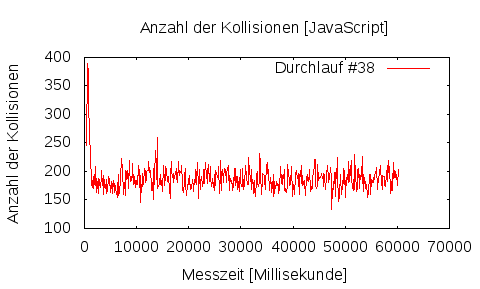 Anzahl der Kollisionen [JavaScript]
Durchlauf #38
400
350
300
250
200
150
100
Anzahl der Kollisionen
0 10000 20000 30000 40000 50000 60000 70000
Messzeit [Millisekunde]